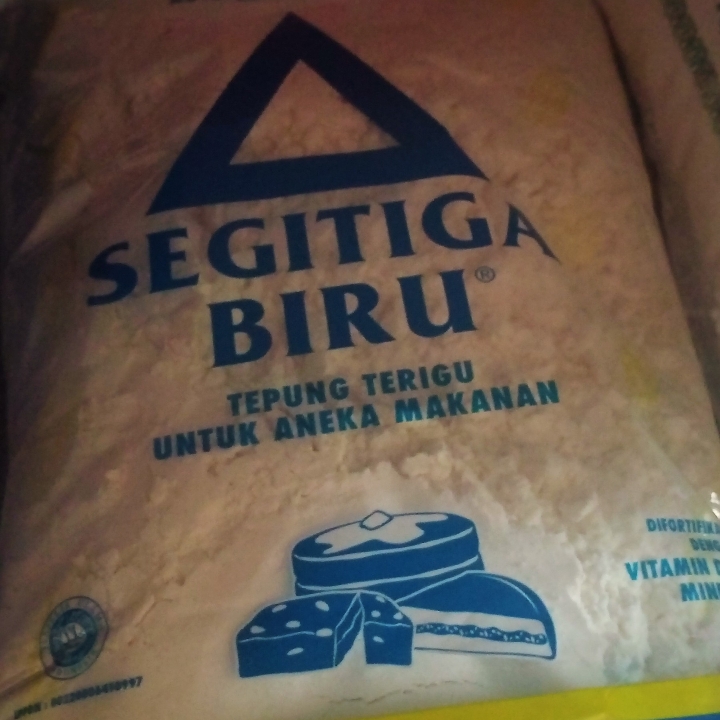 SEGITIGA
BIRU®
TEPUNG TERIGU
UNTUK ANEKA MAKANAN
VITAMIN D